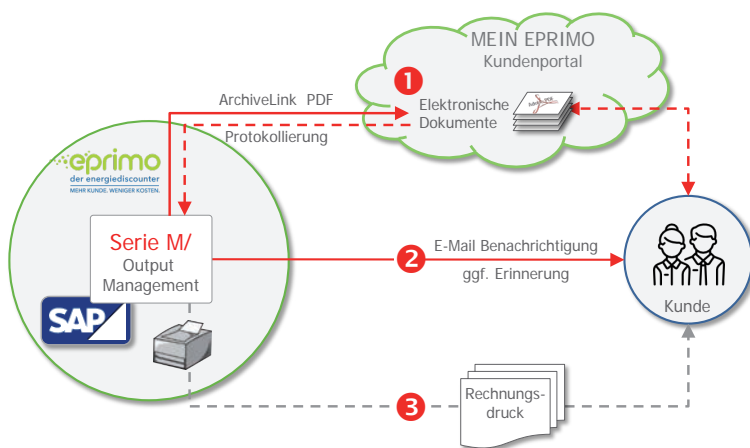 MEIN EPRIMO
Kundenportal
1
ArchiveLink PDF
Elektronische
Dokumente
Protokollierung
eprimo
der energiediscounter
MEHR KUNDE. WENIGER KOSTEN.
Serie M/
Output
Management
2
E-Mail Benachrichtigung
ggf. Erinnerung
Kunde
SAP
3
Rechnungs-
druck